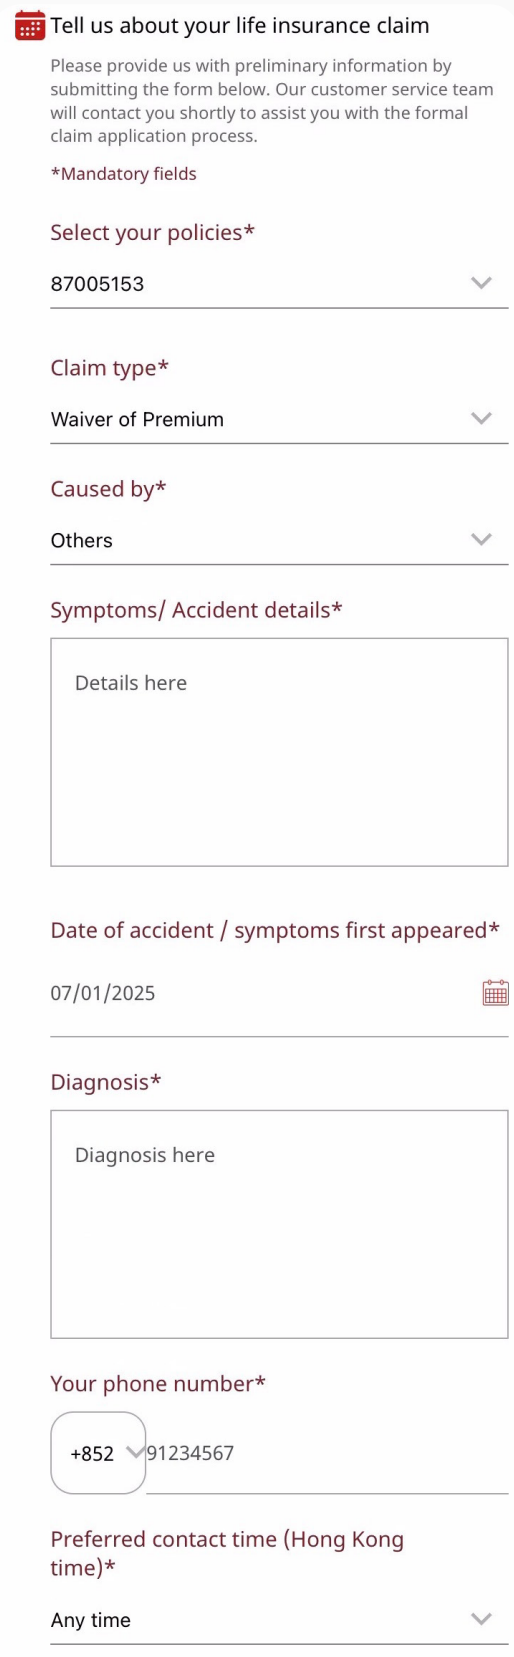 Tell us about your life insurance claim
Please provide us with preliminary information by
submitting the form below. Our customer service team
will contact you shortly to assist you with the formal
claim application process.
*Mandatory fields
Select your policies*
87005153
Claim type*
Waiver of Premium
Caused by*
Others
Symptoms/ Accident details*
Details here
Date of accident / symptoms first appeared*
07/01/2025
Diagnosis*
Diagnosis here
Your phone number*
+852 91234567
Preferred contact time (Hong Kong
time)*
Any time